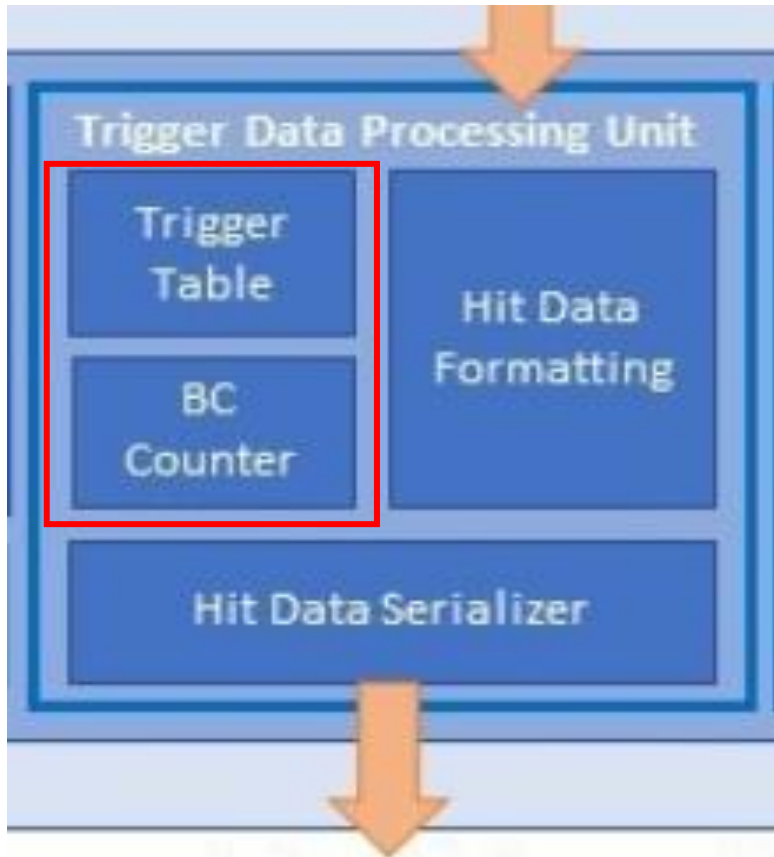 Trigger Data Processing Unit
Trigger
Table
BC
Counter
Hit Data
Formatting
Hit Data Serializer